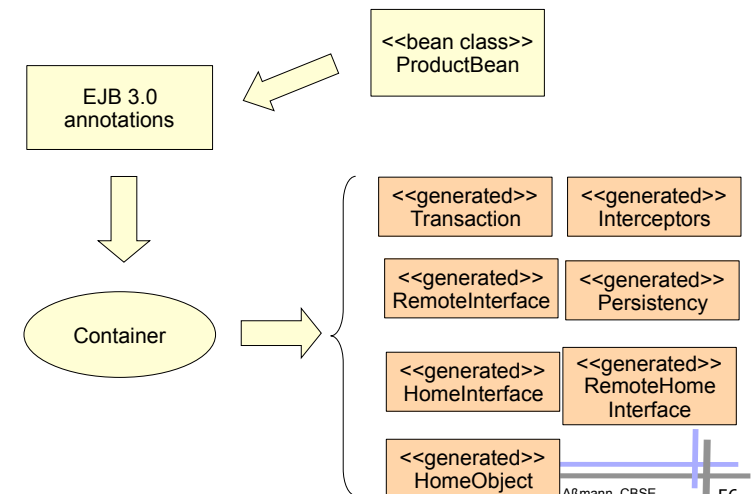 <<bean class>>
ProductBean
EJB 3.0
annotations
<<generated>>
Transaction
<<generated>>
Interceptors
<<generated>>
RemoteInterface
<<generated>>
Persistency
Container
<<generated>>
HomeInterface
<<generated>>
RemoteHome
Interface
<<generated>>
HomeObject
Aßmann, CBSE
56